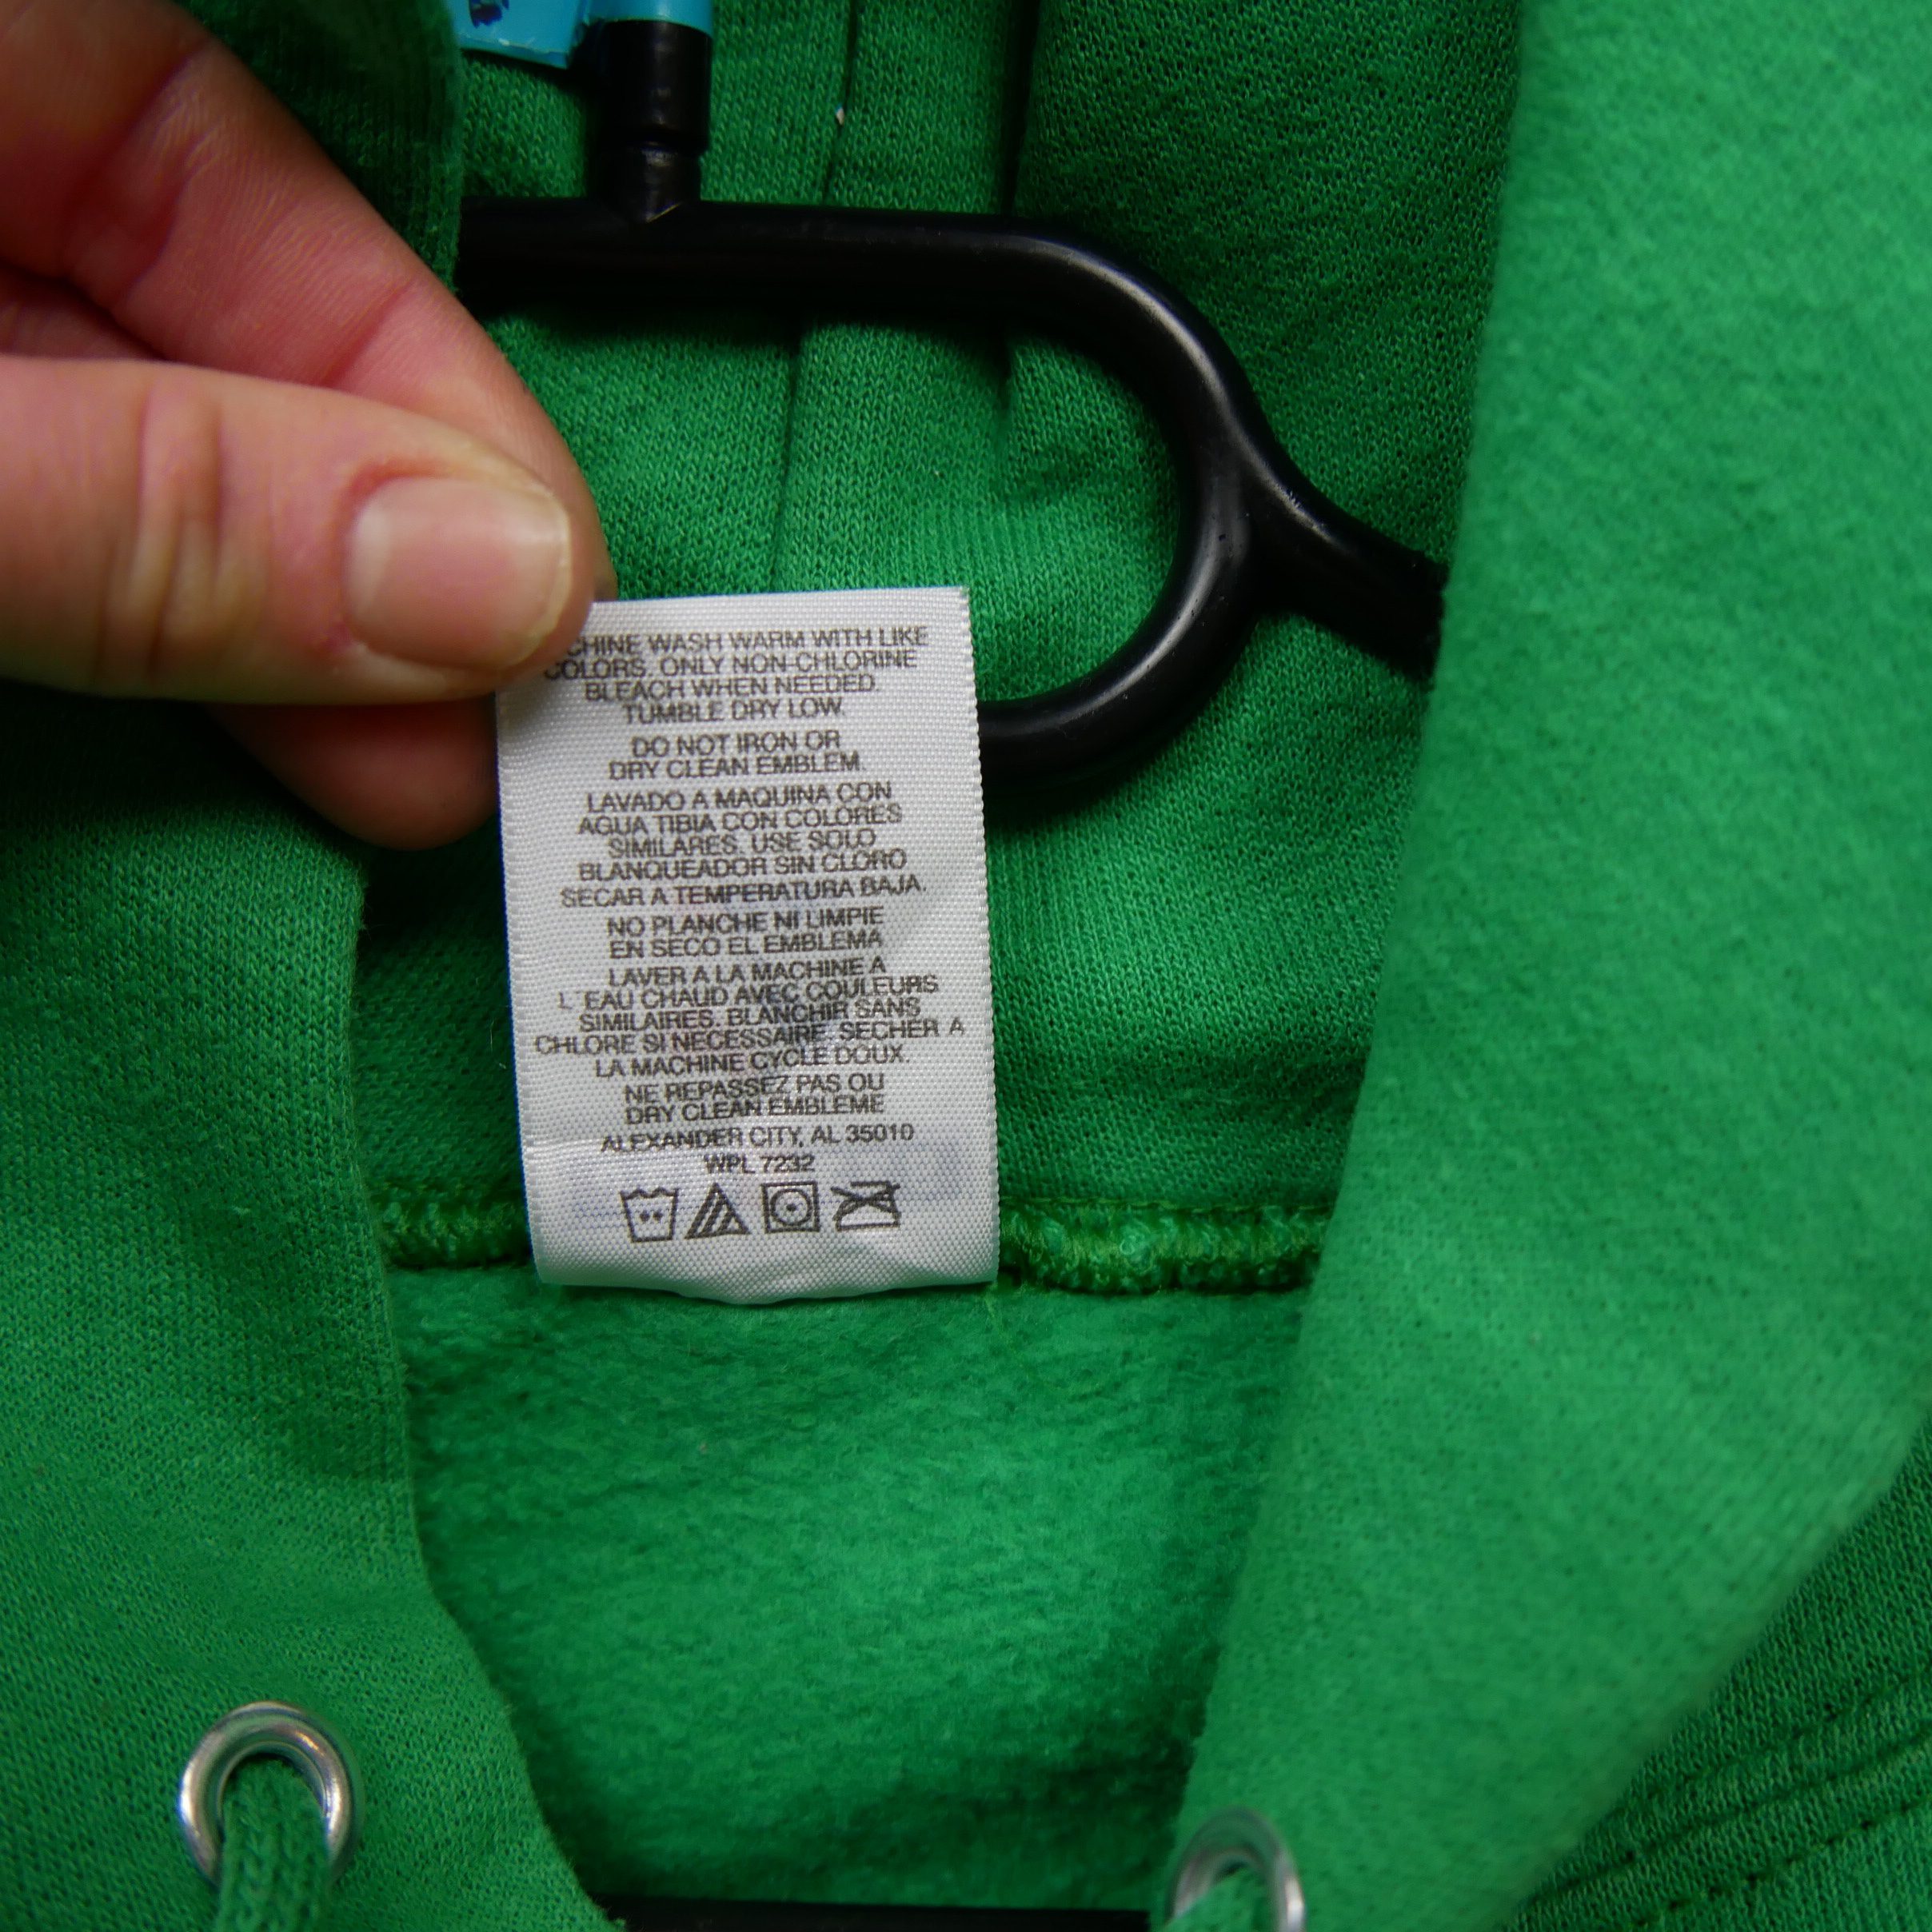 CHINE WASH WARM WITH LIKE
COLORS. ONLY NON-CHLORINE
BLEACH WHEN NEEDED.
TUMBLE DRY LOW.
DO NOT IRON OR
DRY CLEAN EMBLEM.
LAVADO A MAQUINA CON
AGUA TIBIA CON COLORES
SIMILARES. USE SOLO
BLANQUEADOR SIN CLORO
SECAR A TEMPERATURA BAJA.
NO PLANCHE NI LIMPIE
EN SECO EL EMBLEMA
LAVER A LA MACHINE A
L'EAU CHAUD AVEC COULEURS
SIMILAIRES. BLANCHIR SANS
CHLORE SI NECESSAIRE. SECHER A
LA MACHINE CYCLE DOUX.
NE REPASSEZ PAS OU
DRY CLEAN EMBLEME
ALEXANDER CITY, AL 35010
WPL 7232